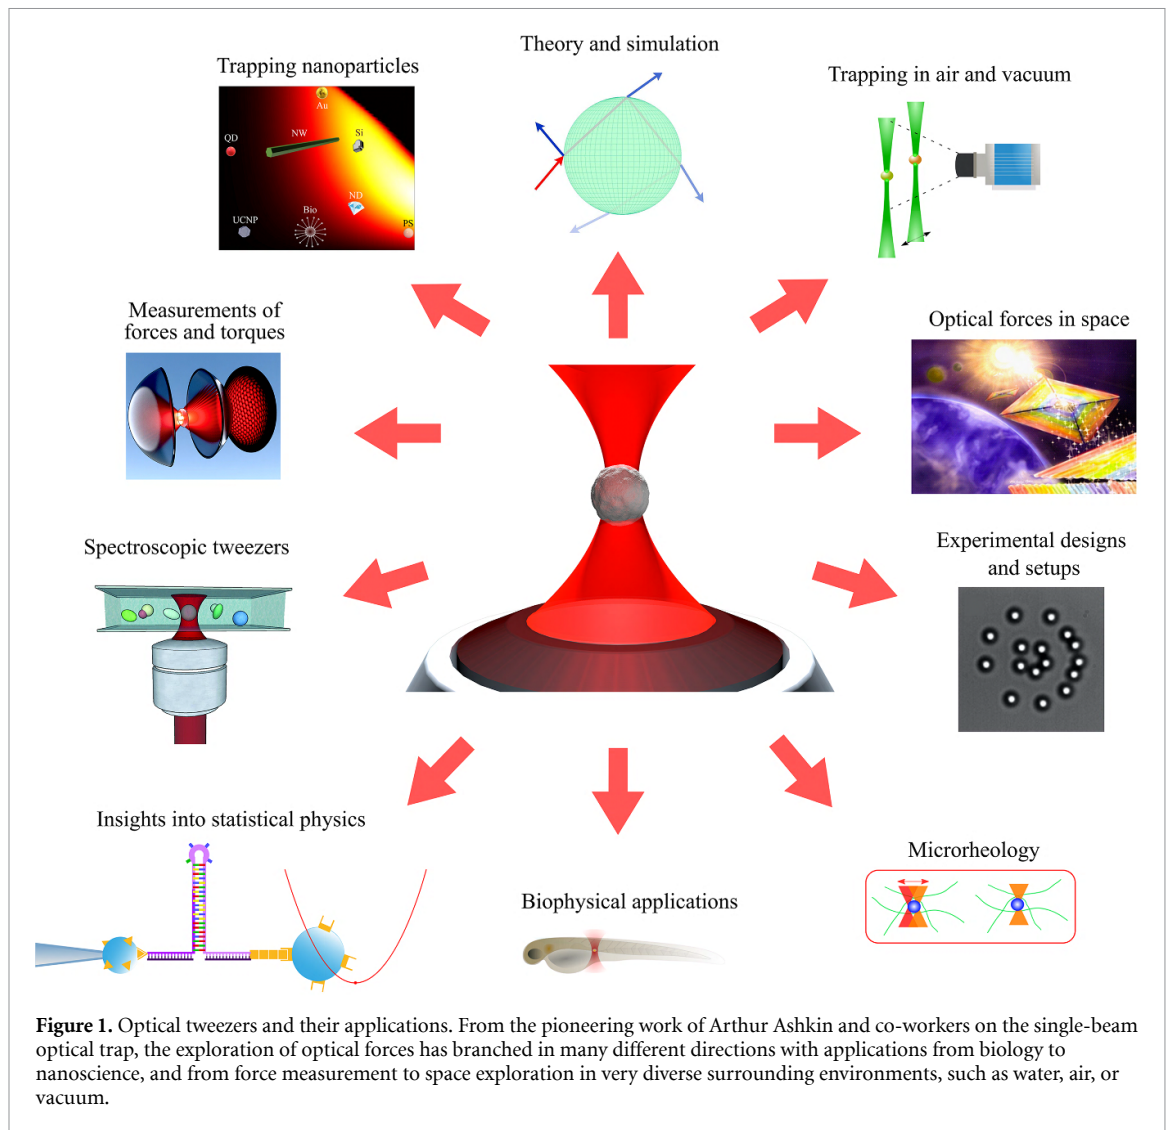 Theory and simulation
Trapping nanoparticles
Trapping in air and vacuum
Au
QD
NW
Si
ND
UCNP
Bio
PS
Measurements of
forces and torques
Optical forces in space
Spectroscopic tweezers
Experimental designs
and setups
Insights into statistical physics
Microrheology
Biophysical applications
Figure 1. Optical tweezers and their applications. From the pioneering work of Arthur Ashkin and co-workers on the single-beam
optical trap, the exploration of optical forces has branched in many different directions with applications from biology to
nanoscience, and from force measurement to space exploration in very diverse surrounding environments, such as water, air, or
vacuum.